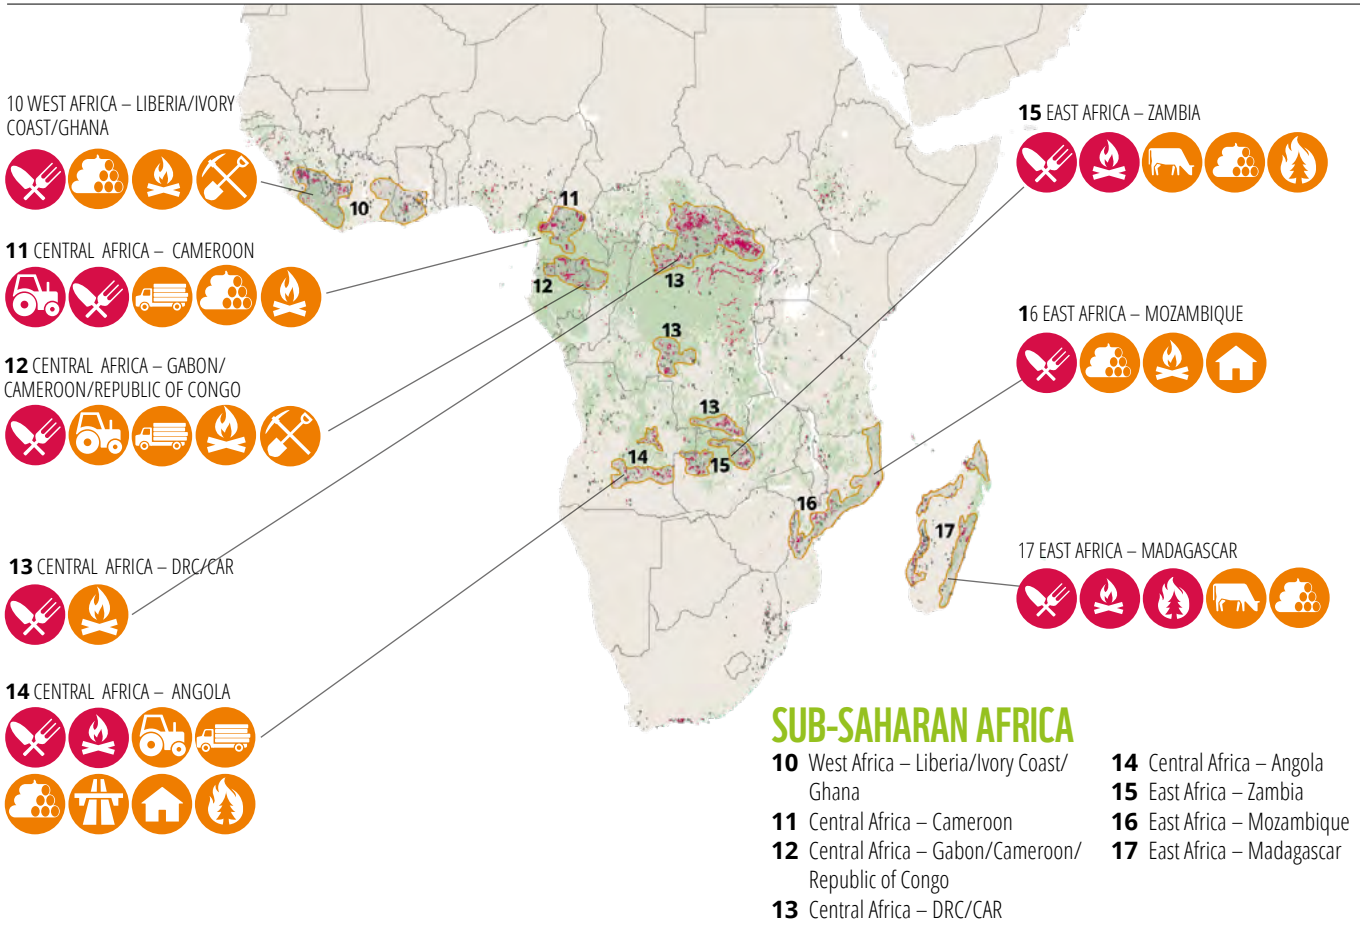 10 WEST AFRICA – LIBERIA/IVORY
COAST/GHANA
11 CENTRAL AFRICA – CAMEROON
12 CENTRAL AFRICA – GABON/
CAMEROON/REPUBLIC OF CONGO
13 CENTRAL AFRICA – DRC/CAR
14 CENTRAL AFRICA – ANGOLA
10
11
12
13
13
13
14
15
16
17
15 EAST AFRICA – ZAMBIA
16 EAST AFRICA – MOZAMBIQUE
17 EAST AFRICA – MADAGASCAR
SUB-SAHARAN AFRICA
10 West Africa – Liberia/Ivory Coast/
Ghana
11 Central Africa – Cameroon
12 Central Africa – Gabon/Cameroon/
Republic of Congo
13 Central Africa – DRC/CAR
14 Central Africa – Angola
15 East Africa – Zambia
16 East Africa – Mozambique
17 East Africa – Madagascar